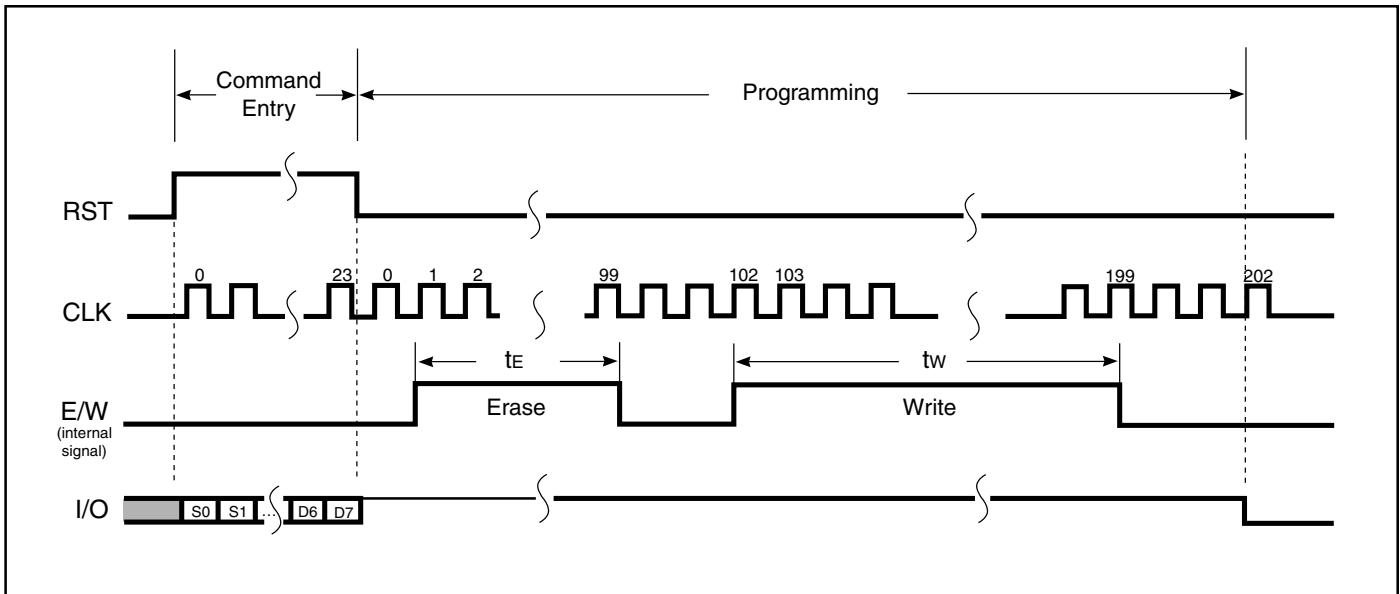 Command
Entry
Programming
RST
0 23 0 1 2 99 102 103 199 202
CLK
tE tW
E/W
(internal
signal)
Erase Write
I/O
S0 S1 ... D6 D7